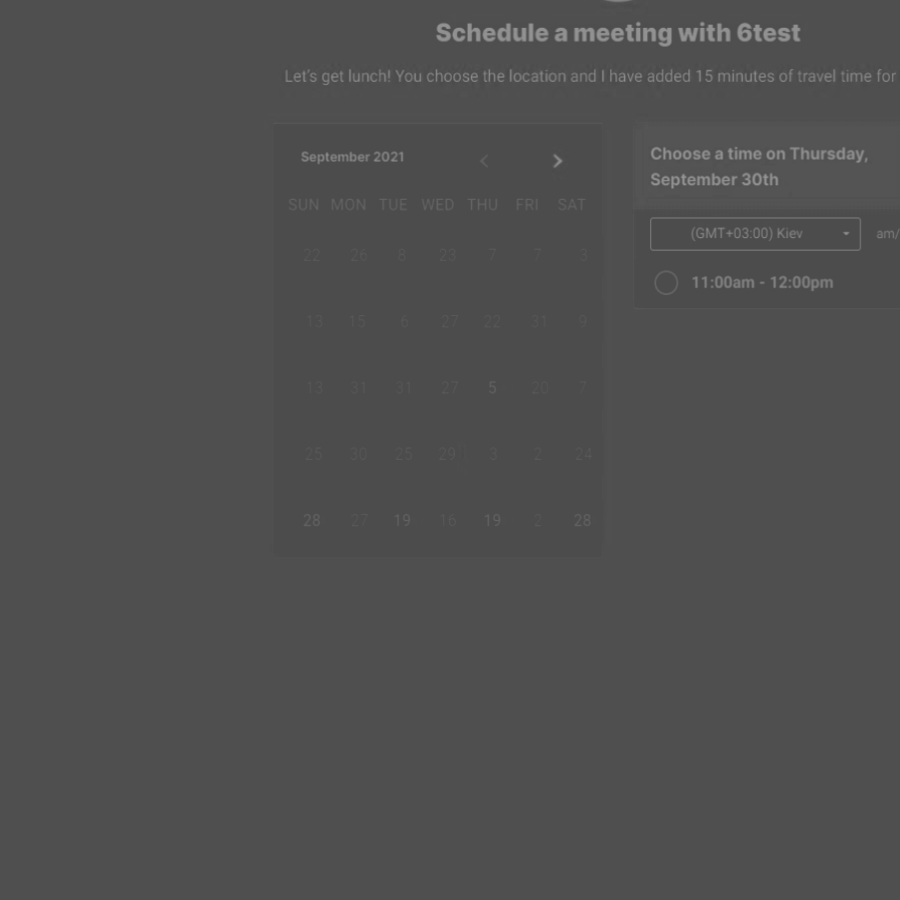 Schedule a meeting with 6test
Let's get lunch! You choose the location and I have added 15 minutes of travel time for
September 2021
SUN MON TUE WED THU FRI SAT
22 26 8 23 7 7 3
13 15 6 27 22 31 9
13 31 31 27 5 20 7
25 30 25 29 3 2 24
28 27 19 16 19 2 28
Choose a time on Thursday,
September 30th
(GMT+03:00) Kiev am/
11:00am - 12:00pm